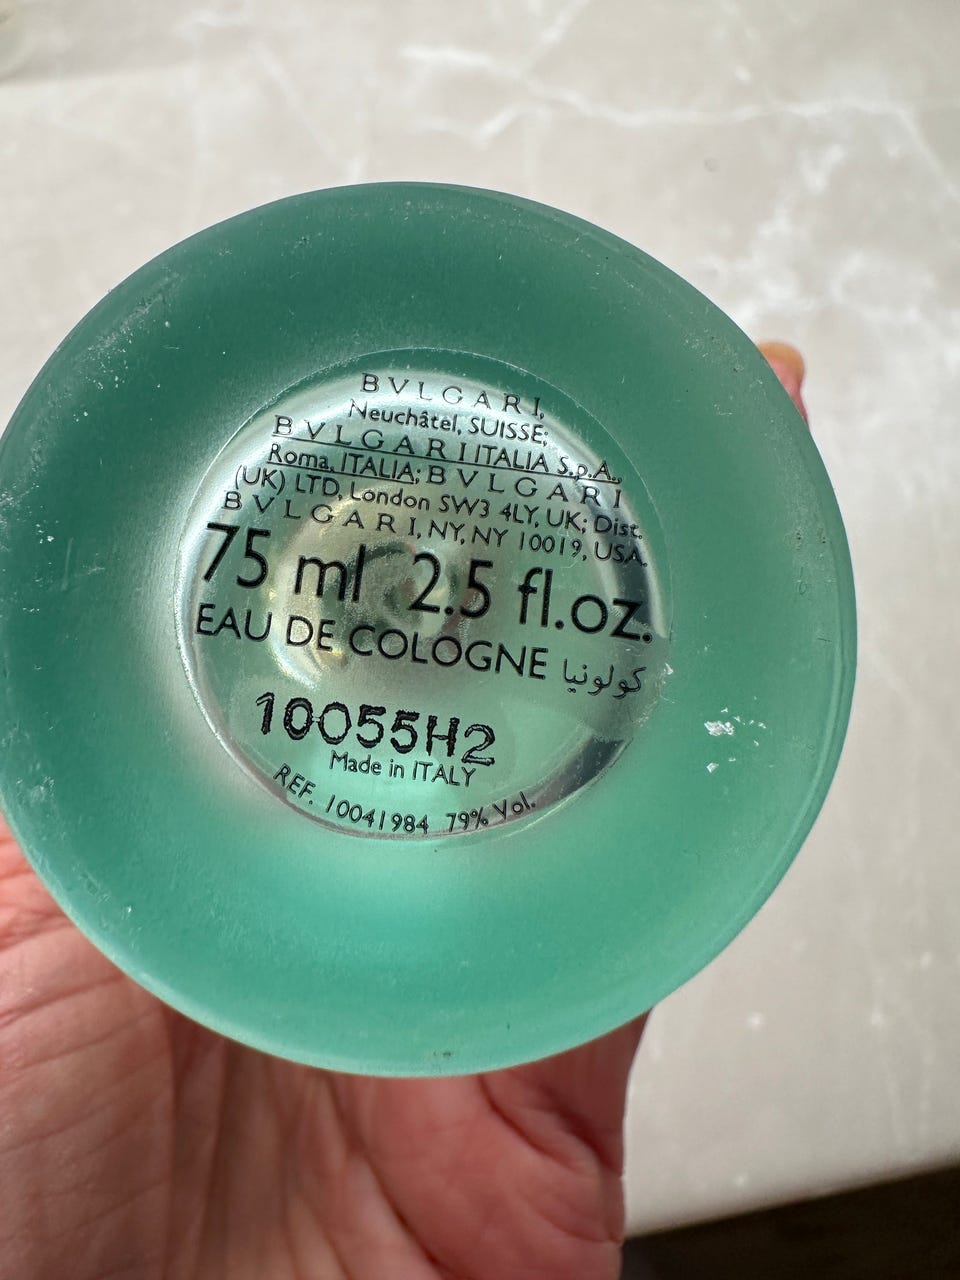 BVLGARI,
Neuchâtel, SUISSE;
BVLGARI ITALIA S.p.A.,
Roma, ITALIA; BVLGARI
(UK) LTD, London SW3 4LY, UK; Dist.
BVLGARI, NY, NY 10019, USA.
75 ml 2.5 fl.oz.
EAU DE COLOGNE كولونيا
10055H2
Made in ITALY
REF. 10041984 79% Vol.